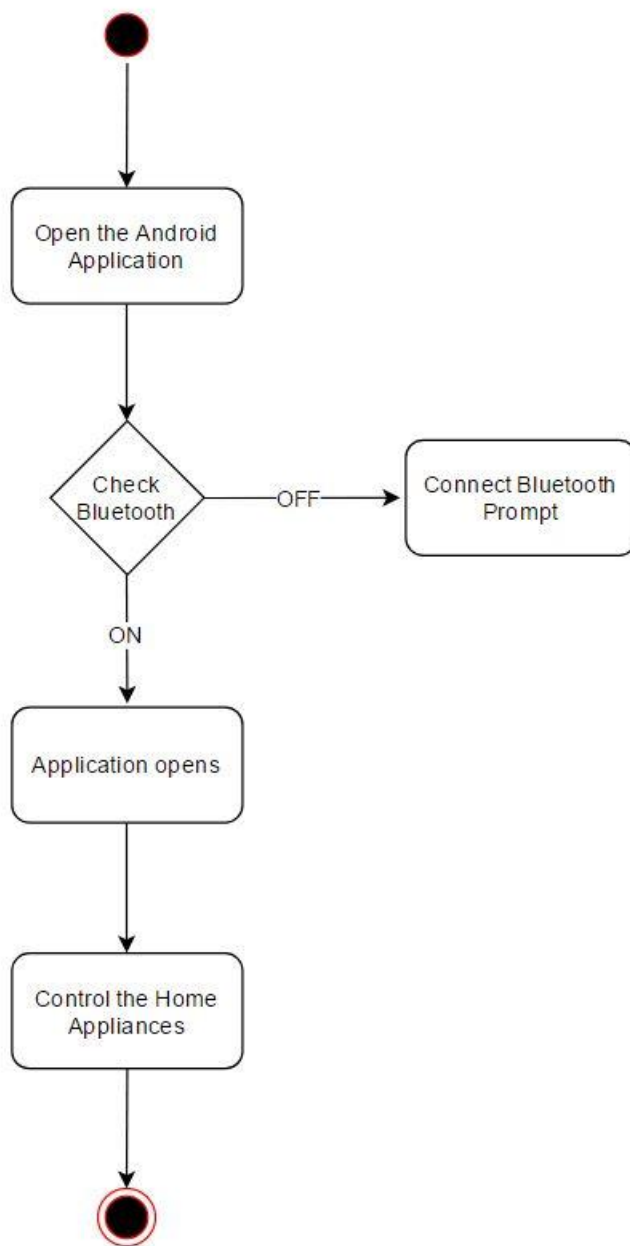 Open the Android
Application
Check
Bluetooth
OFF
Connect Bluetooth
Prompt
ON
Application opens
Control the Home
Appliances